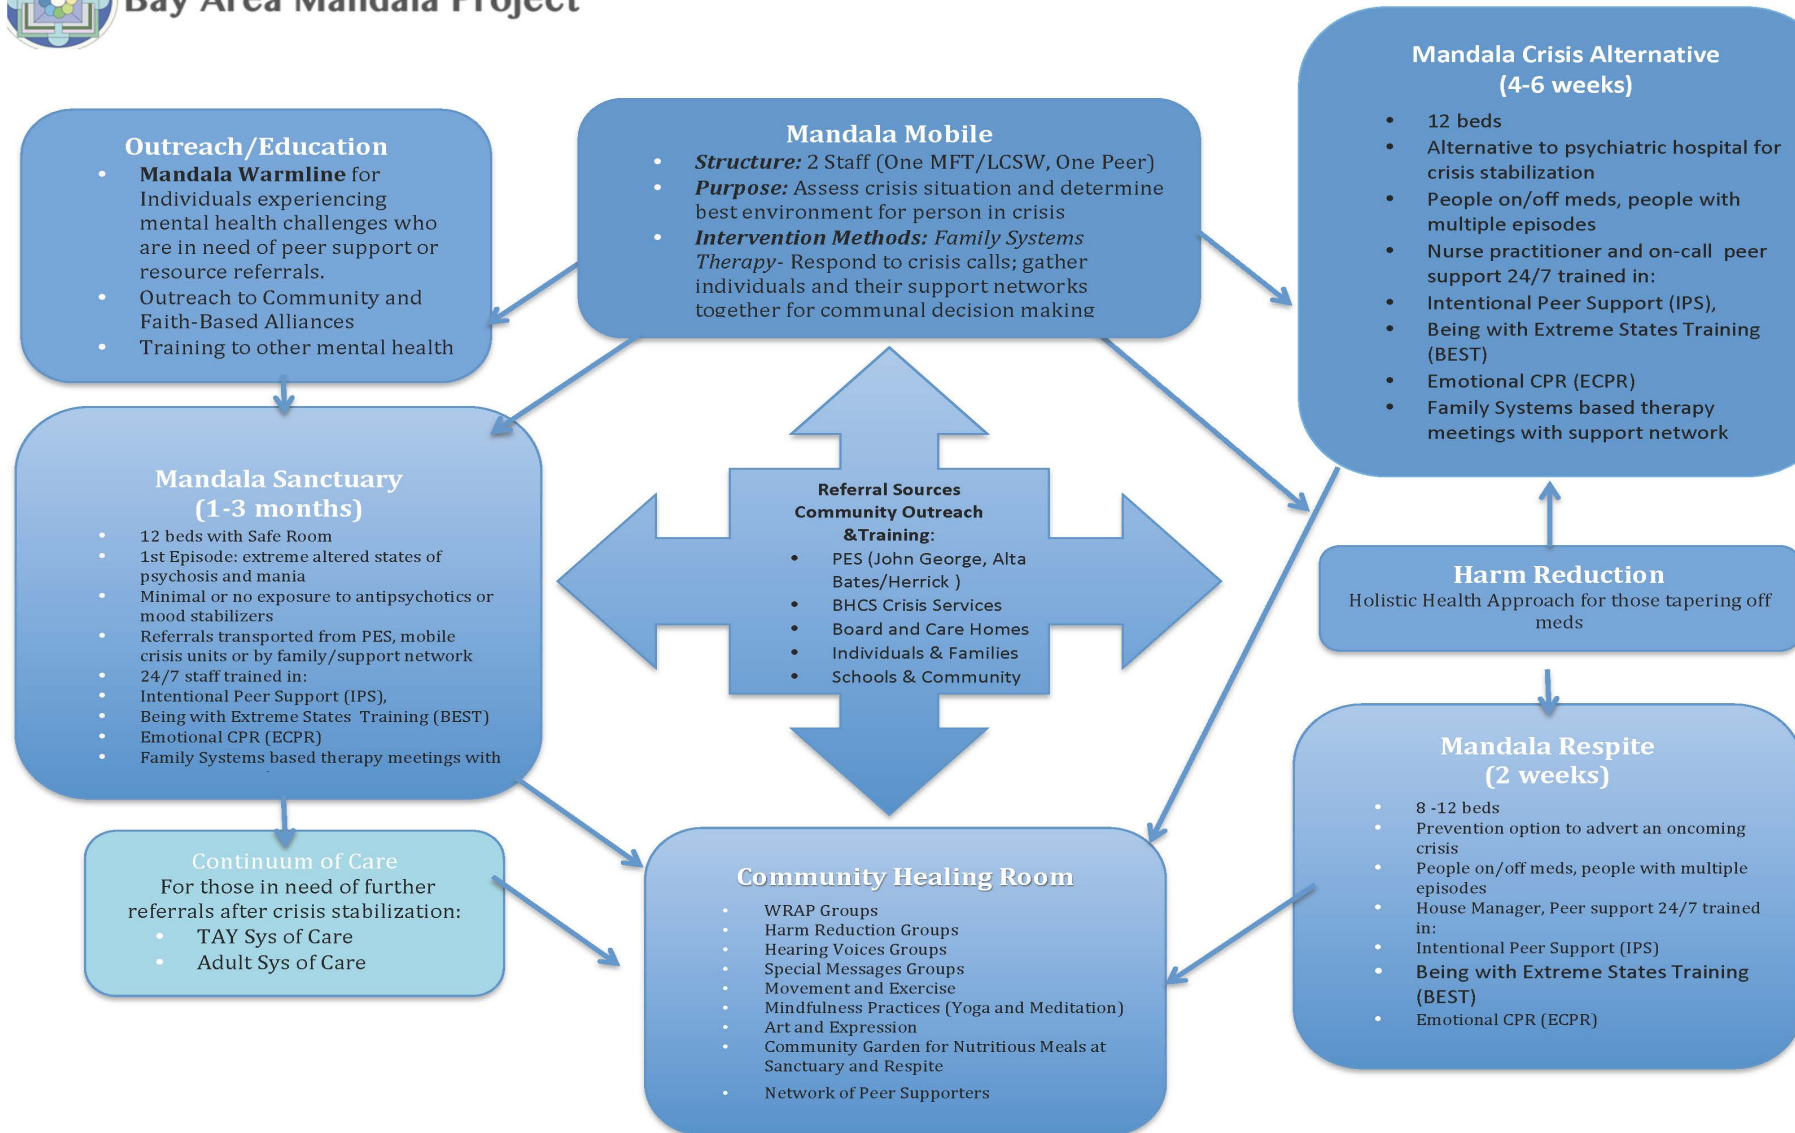 Bay Area Mandala Project
Outreach/Education
• Mandala Warmline for
Individuals experiencing
mental health challenges who
are in need of peer support or
resource referrals.
• Outreach to Community and
Faith-Based Alliances
• Training to other mental health
Mandala Mobile
• Structure: 2 Staff (One MFT/LCSW, One Peer)
• Purpose: Assess crisis situation and determine
best environment for person in crisis
• Intervention Methods: Family Systems
Therapy- Respond to crisis calls; gather
individuals and their support networks
together for communal decision making
Mandala Crisis Alternative
(4-6 weeks)
• 12 beds
• Alternative to psychiatric hospital for
crisis stabilization
• People on/off meds, people with
multiple episodes
• Nurse practitioner and on-call peer
support 24/7 trained in:
• Intentional Peer Support (IPS),
• Being with Extreme States Training
(BEST)
• Emotional CPR (ECPR)
• Family Systems based therapy
meetings with support network
Mandala Sanctuary
(1-3 months)
• 12 beds with Safe Room
• 1st Episode: extreme altered states of
psychosis and mania
• Minimal or no exposure to antipsychotics or
mood stabilizers
• Referrals transported from PES, mobile
crisis units or by family/support network
• 24/7 staff trained in:
• Intentional Peer Support (IPS),
• Being with Extreme States Training (BEST)
• Emotional CPR (ECPR)
• Family Systems based therapy meetings with
Referral Sources
Community Outreach
&Training:
• PES (John George, Alta
Bates/Herrick )
• BHCS Crisis Services
• Board and Care Homes
• Individuals & Families
• Schools & Community
Harm Reduction
Holistic Health Approach for those tapering off
meds
Mandala Respite
(2 weeks)
• 8 -12 beds
• Prevention option to advert an oncoming
crisis
• People on/off meds, people with multiple
episodes
• House Manager, Peer support 24/7 trained
in:
• Intentional Peer Support (IPS)
• Being with Extreme States Training
(BEST)
• Emotional CPR (ECPR)
Continuum of Care
For those in need of further
referrals after crisis stabilization:
• TAY Sys of Care
• Adult Sys of Care
Community Healing Room
• WRAP Groups
• Harm Reduction Groups
• Hearing Voices Groups
• Special Messages Groups
• Movement and Exercise
• Mindfulness Practices (Yoga and Meditation)
• Art and Expression
• Community Garden for Nutritious Meals at
Sanctuary and Respite
• Network of Peer Supporters